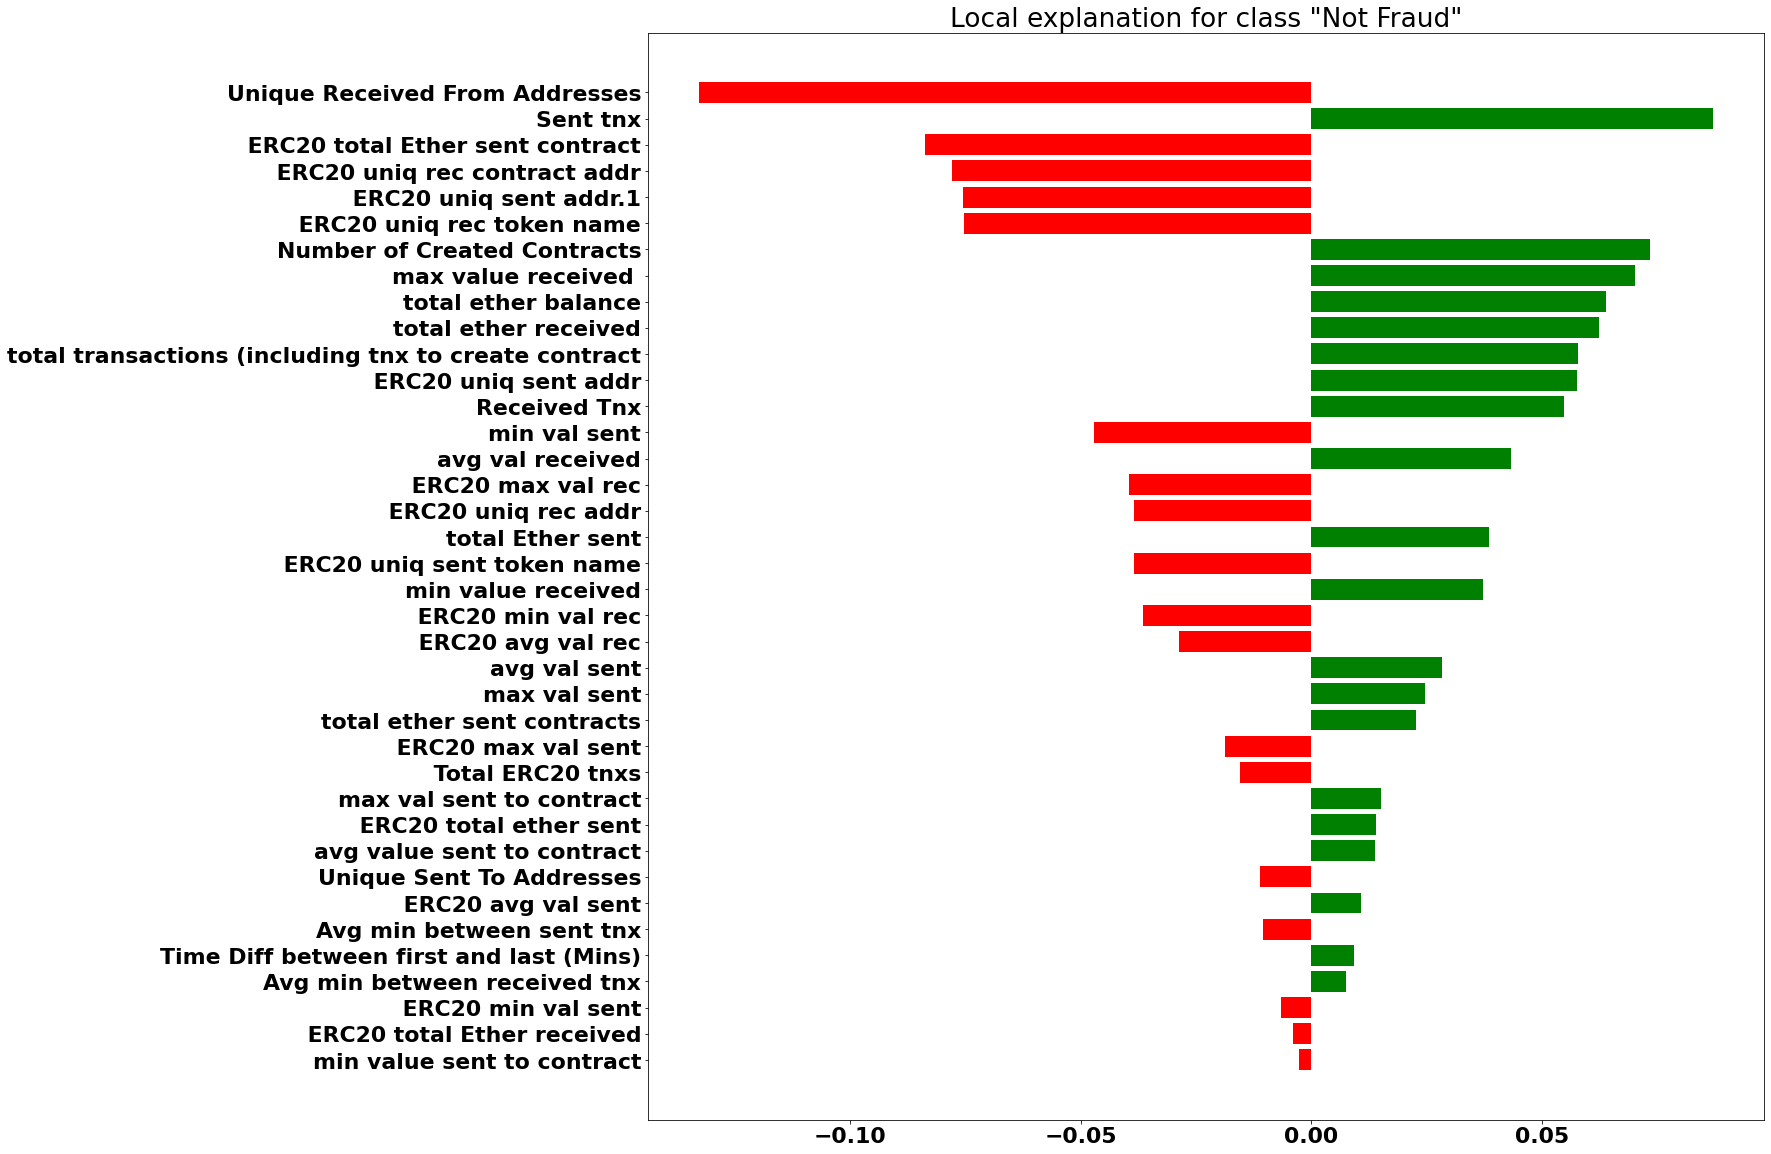 Local explanation for class "Not Fraud"
Unique Received From Addresses
Sent tnx
ERC20 total Ether sent contract
ERC20 uniq rec contract addr
ERC20 uniq sent addr.1
ERC20 uniq rec token name
Number of Created Contracts
max value received
total ether balance
total ether received
total transactions (including tnx to create contract
ERC20 uniq sent addr
Received Tnx
min val sent
avg val received
ERC20 max val rec
ERC20 uniq rec addr
total Ether sent
ERC20 uniq sent token name
min value received
ERC20 min val rec
ERC20 avg val rec
avg val sent
max val sent
total ether sent contracts
ERC20 max val sent
Total ERC20 tnxs
max val sent to contract
ERC20 total ether sent
avg value sent to contract
Unique Sent To Addresses
ERC20 avg val sent
Avg min between sent tnx
Time Diff between first and last (Mins)
Avg min between received tnx
ERC20 min val sent
ERC20 total Ether received
min value sent to contract
−0.10 −0.05 0.00 0.05